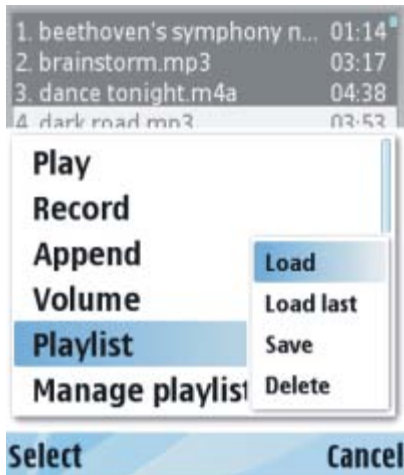 1. beethoven's symphony n... 01:14
2. brainstorm.mp3 03:17
3. dance tonight.m4a 04:38
4. dark road.mp3 03:53
Play
Record
Append
Volume
Playlist
Manage playlist
Load
Load last
Save
Delete
Select Cancel